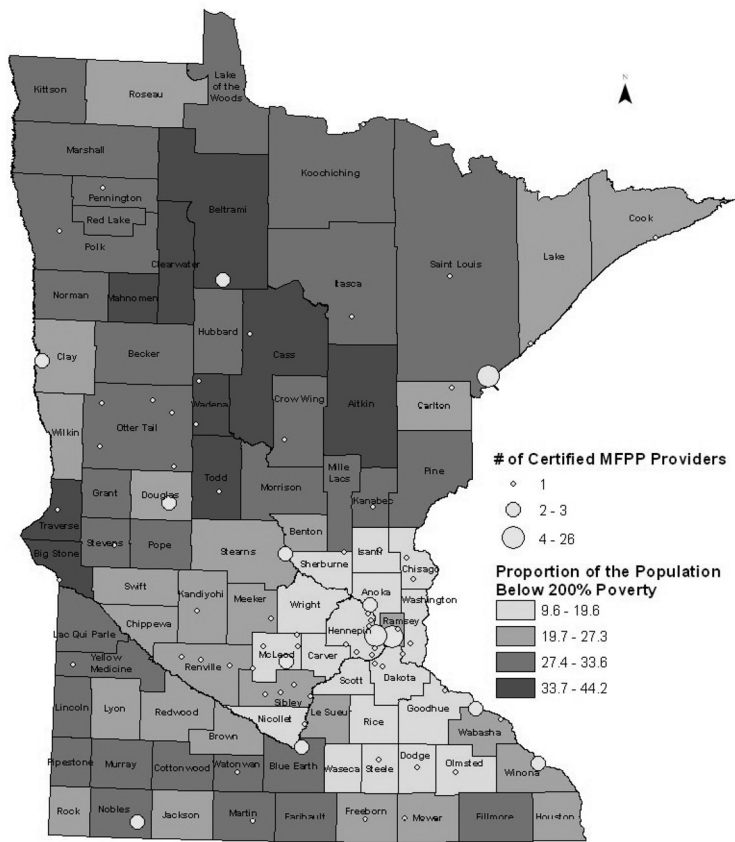 N
Kittson
Roseau
Lake
of the
Woods
Marshall
Koochiching
Pennington
Red Lake
Polk
Beltrami
Clearwater
Cook
Lake
Saint Louis
Itasca
Norman
Mahnomen
Hubbard
Cass
Clay
Becker
Wadena
Crow Wing
Aitkin
Carlton
Wilkin
Otter Tail
# of Certified MFPP Providers
1
2 - 3
4 - 26
Proportion of the Population
Below 200% Poverty
9.6 - 19.6
19.7 - 27.3
27.4 - 33.6
33.7 - 44.2
Mille
Lacs
Pine
Grant
Douglas
Todd
Morrison
Kanabec
Traverse
Stevens
Pope
Benton
Big Stone
Stearns
Sherburne
Isanti
Chisago
Swift
Kandiyohi
Meeker
Wright
Anoka
Washington
Chippewa
Hennepin
Ramsey
Lac Qui Parle
Renville
McLeod
Carver
Yellow
Medicine
Scott
Dakota
Sibley
Lincoln
Lyon
Redwood
Nicollet
Le Sueur
Rice
Goodhue
Wabasha
Brown
Pipestone
Murray
Cottonwood
Watonwan
Blue Earth
Waseca
Steele
Dodge
Olmsted
Winona
Rock
Nobles
Jackson
Martin
Faribault
Freeborn
Mower
Fillmore
Houston